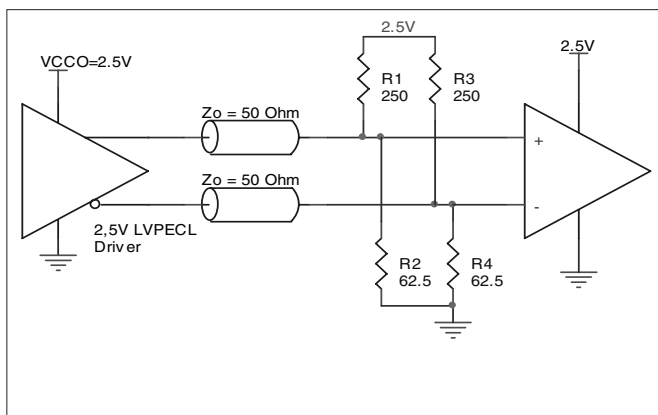 2.5V
VCCO=2.5V
2.5V
R1
250
R3
250
Zo = 50 Ohm
+
Zo = 50 Ohm
-
2,5V LVPECL
Driver
R2
62.5
R4
62.5